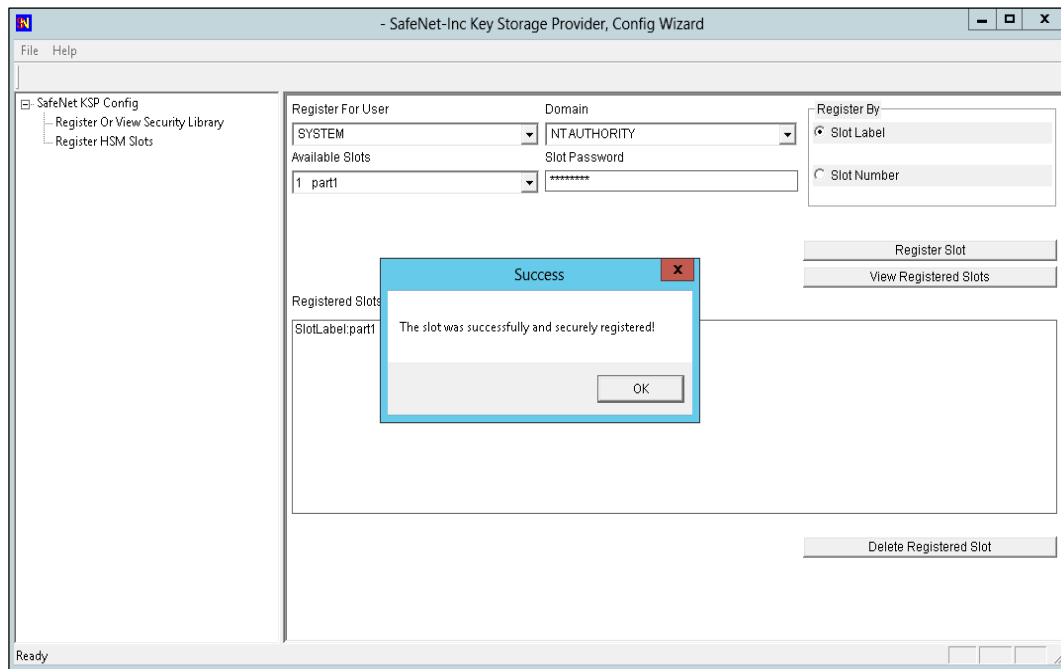 - SafeNet-Inc Key Storage Provider, Config Wizard
File Help
SafeNet KSP Config
Register Or View Security Library
Register HSM Slots
Register For User
Domain
Register By
SYSTEM
NT AUTHORITY
Slot Label
Available Slots
Slot Password
1 part1
********
Slot Number
Register Slot
View Registered Slots
Success
x
Registered Slots
SlotLabel:part1
The slot was successfully and securely registered!
OK
Delete Registered Slot
Ready